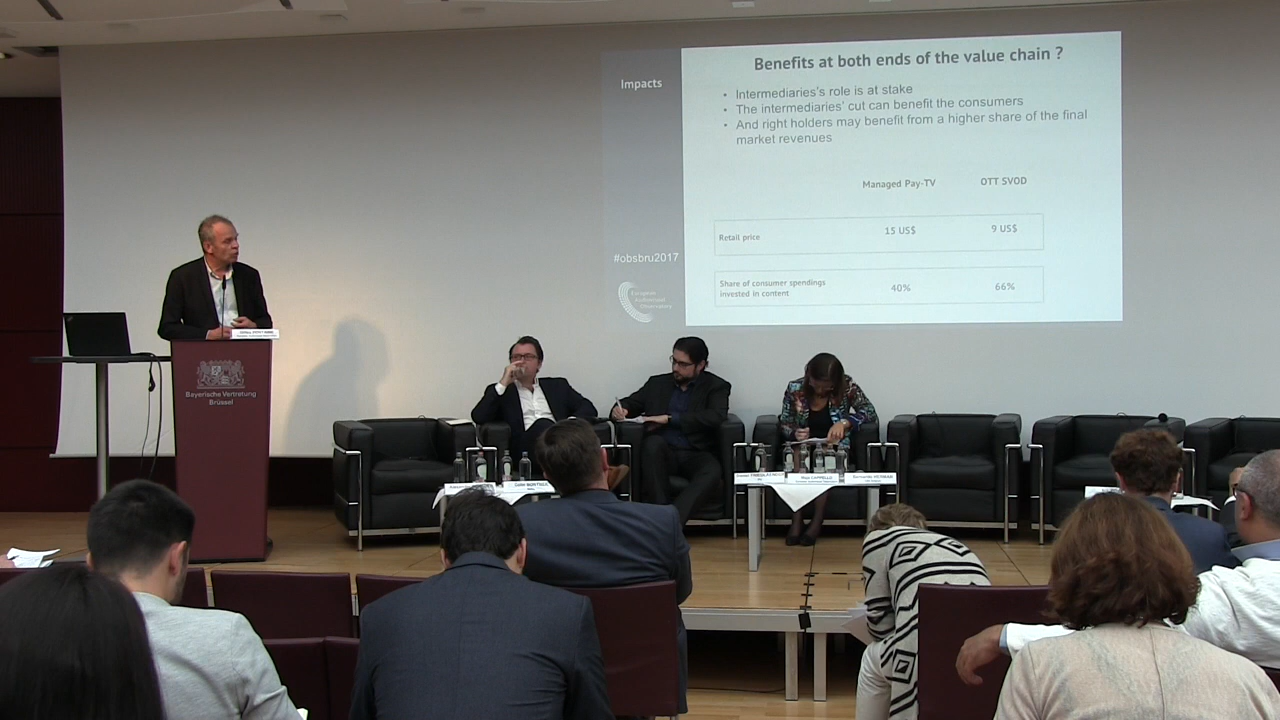 Benefits at both ends of the value chain ?
Impacts
• Intermediaries's role is at stake
• The intermediaries' cut can benefit the consumers
• And right holders may benefit from a higher share of the final
market revenues
Managed Pay-TV OTT SVOD
Retail price 15 US$ 9 US$
#obsbru2017
Share of consumer spendings
invested in content 40% 66%
European
Audiovisual
Observatory
Bayerische Vertretung
Brüssel